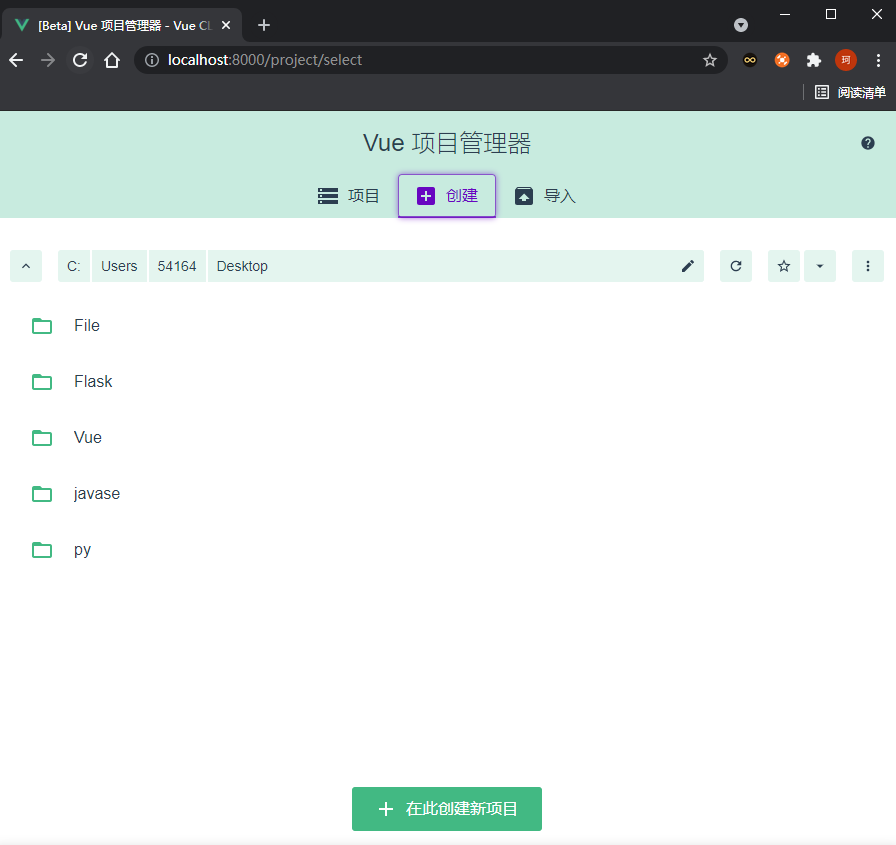 [Beta] Vue 项目管理器 - Vue CL
localhost:8000/project/select
珂
阅读清单
Vue 项目管理器
项目 创建 导入
C: Users 54164 Desktop
File
Flask
Vue
javase
py
在此创建新项目